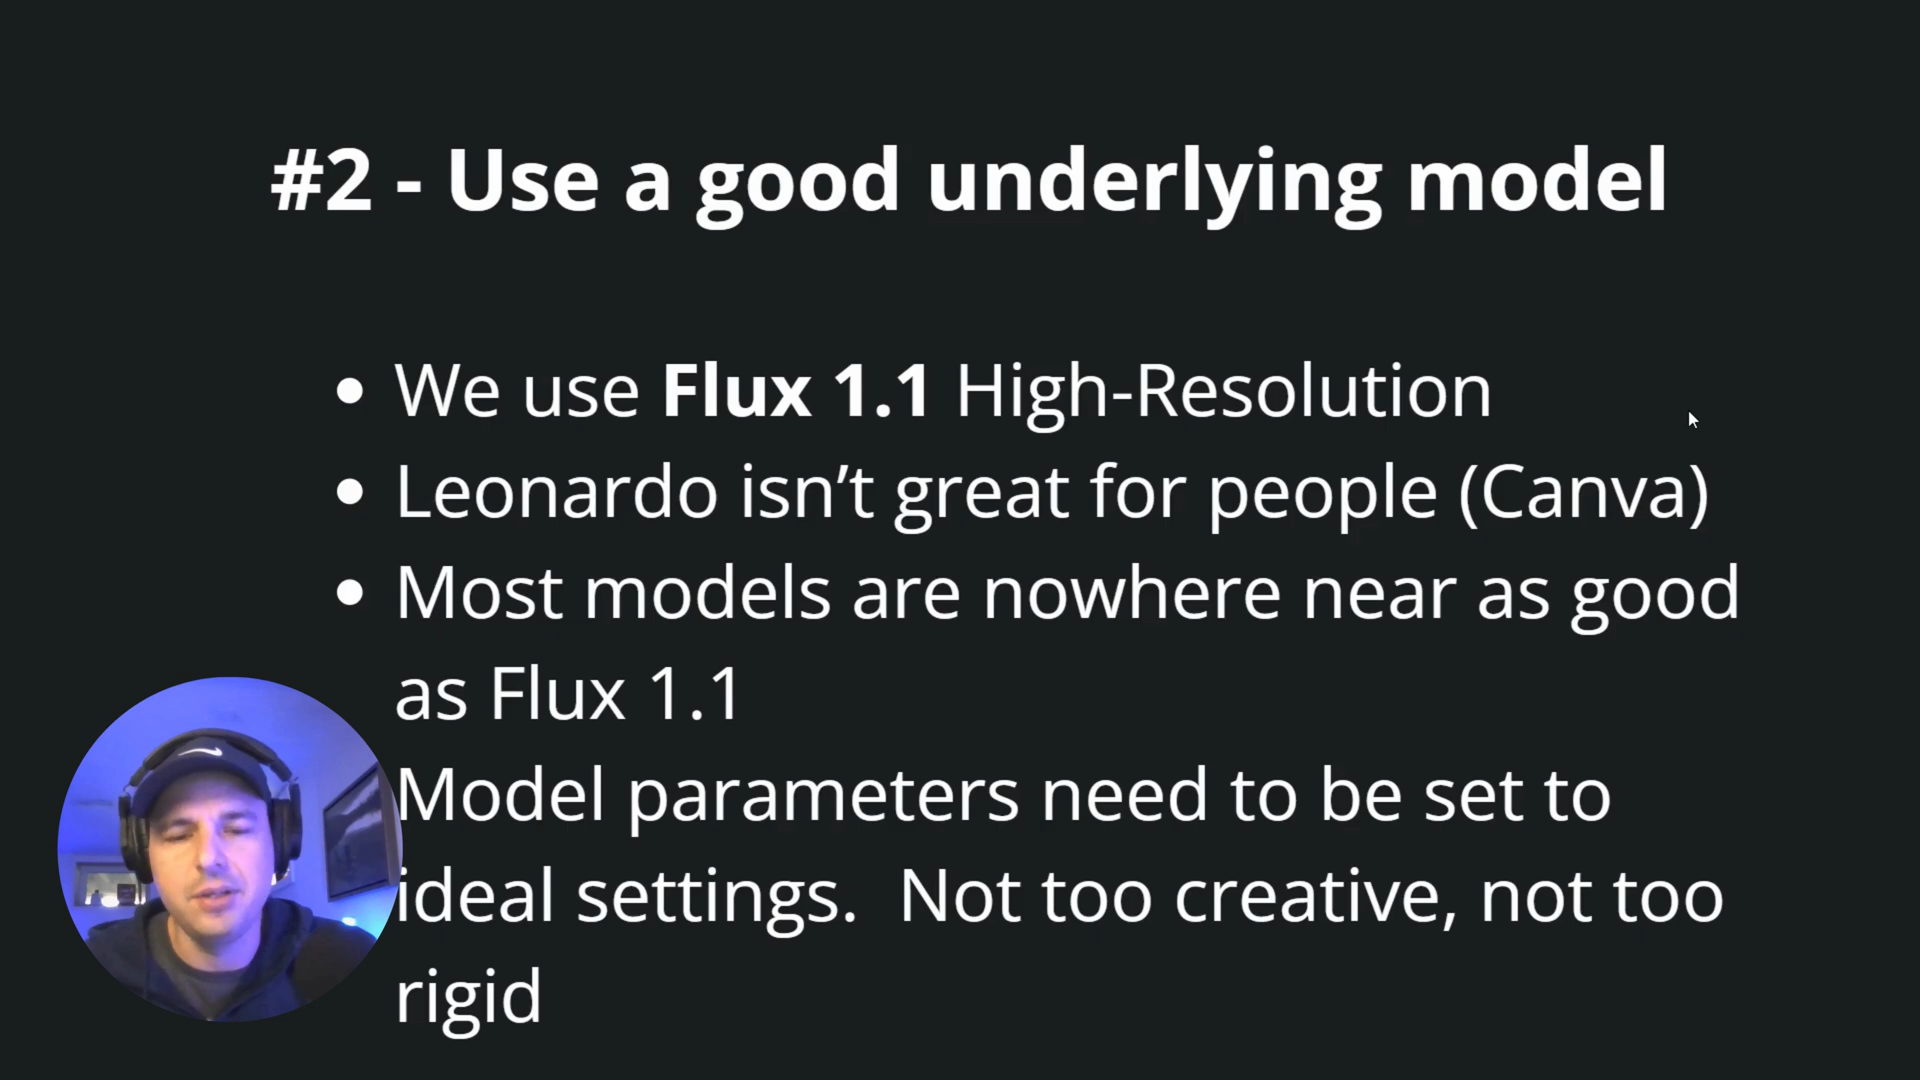 #2 - Use a good underlying model
• We use Flux 1.1 High-Resolution
• Leonardo isn’t great for people (Canva)
• Most models are nowhere near as good
as Flux 1.1
Model parameters need to be set to
ideal settings.  Not too creative, not too
rigid